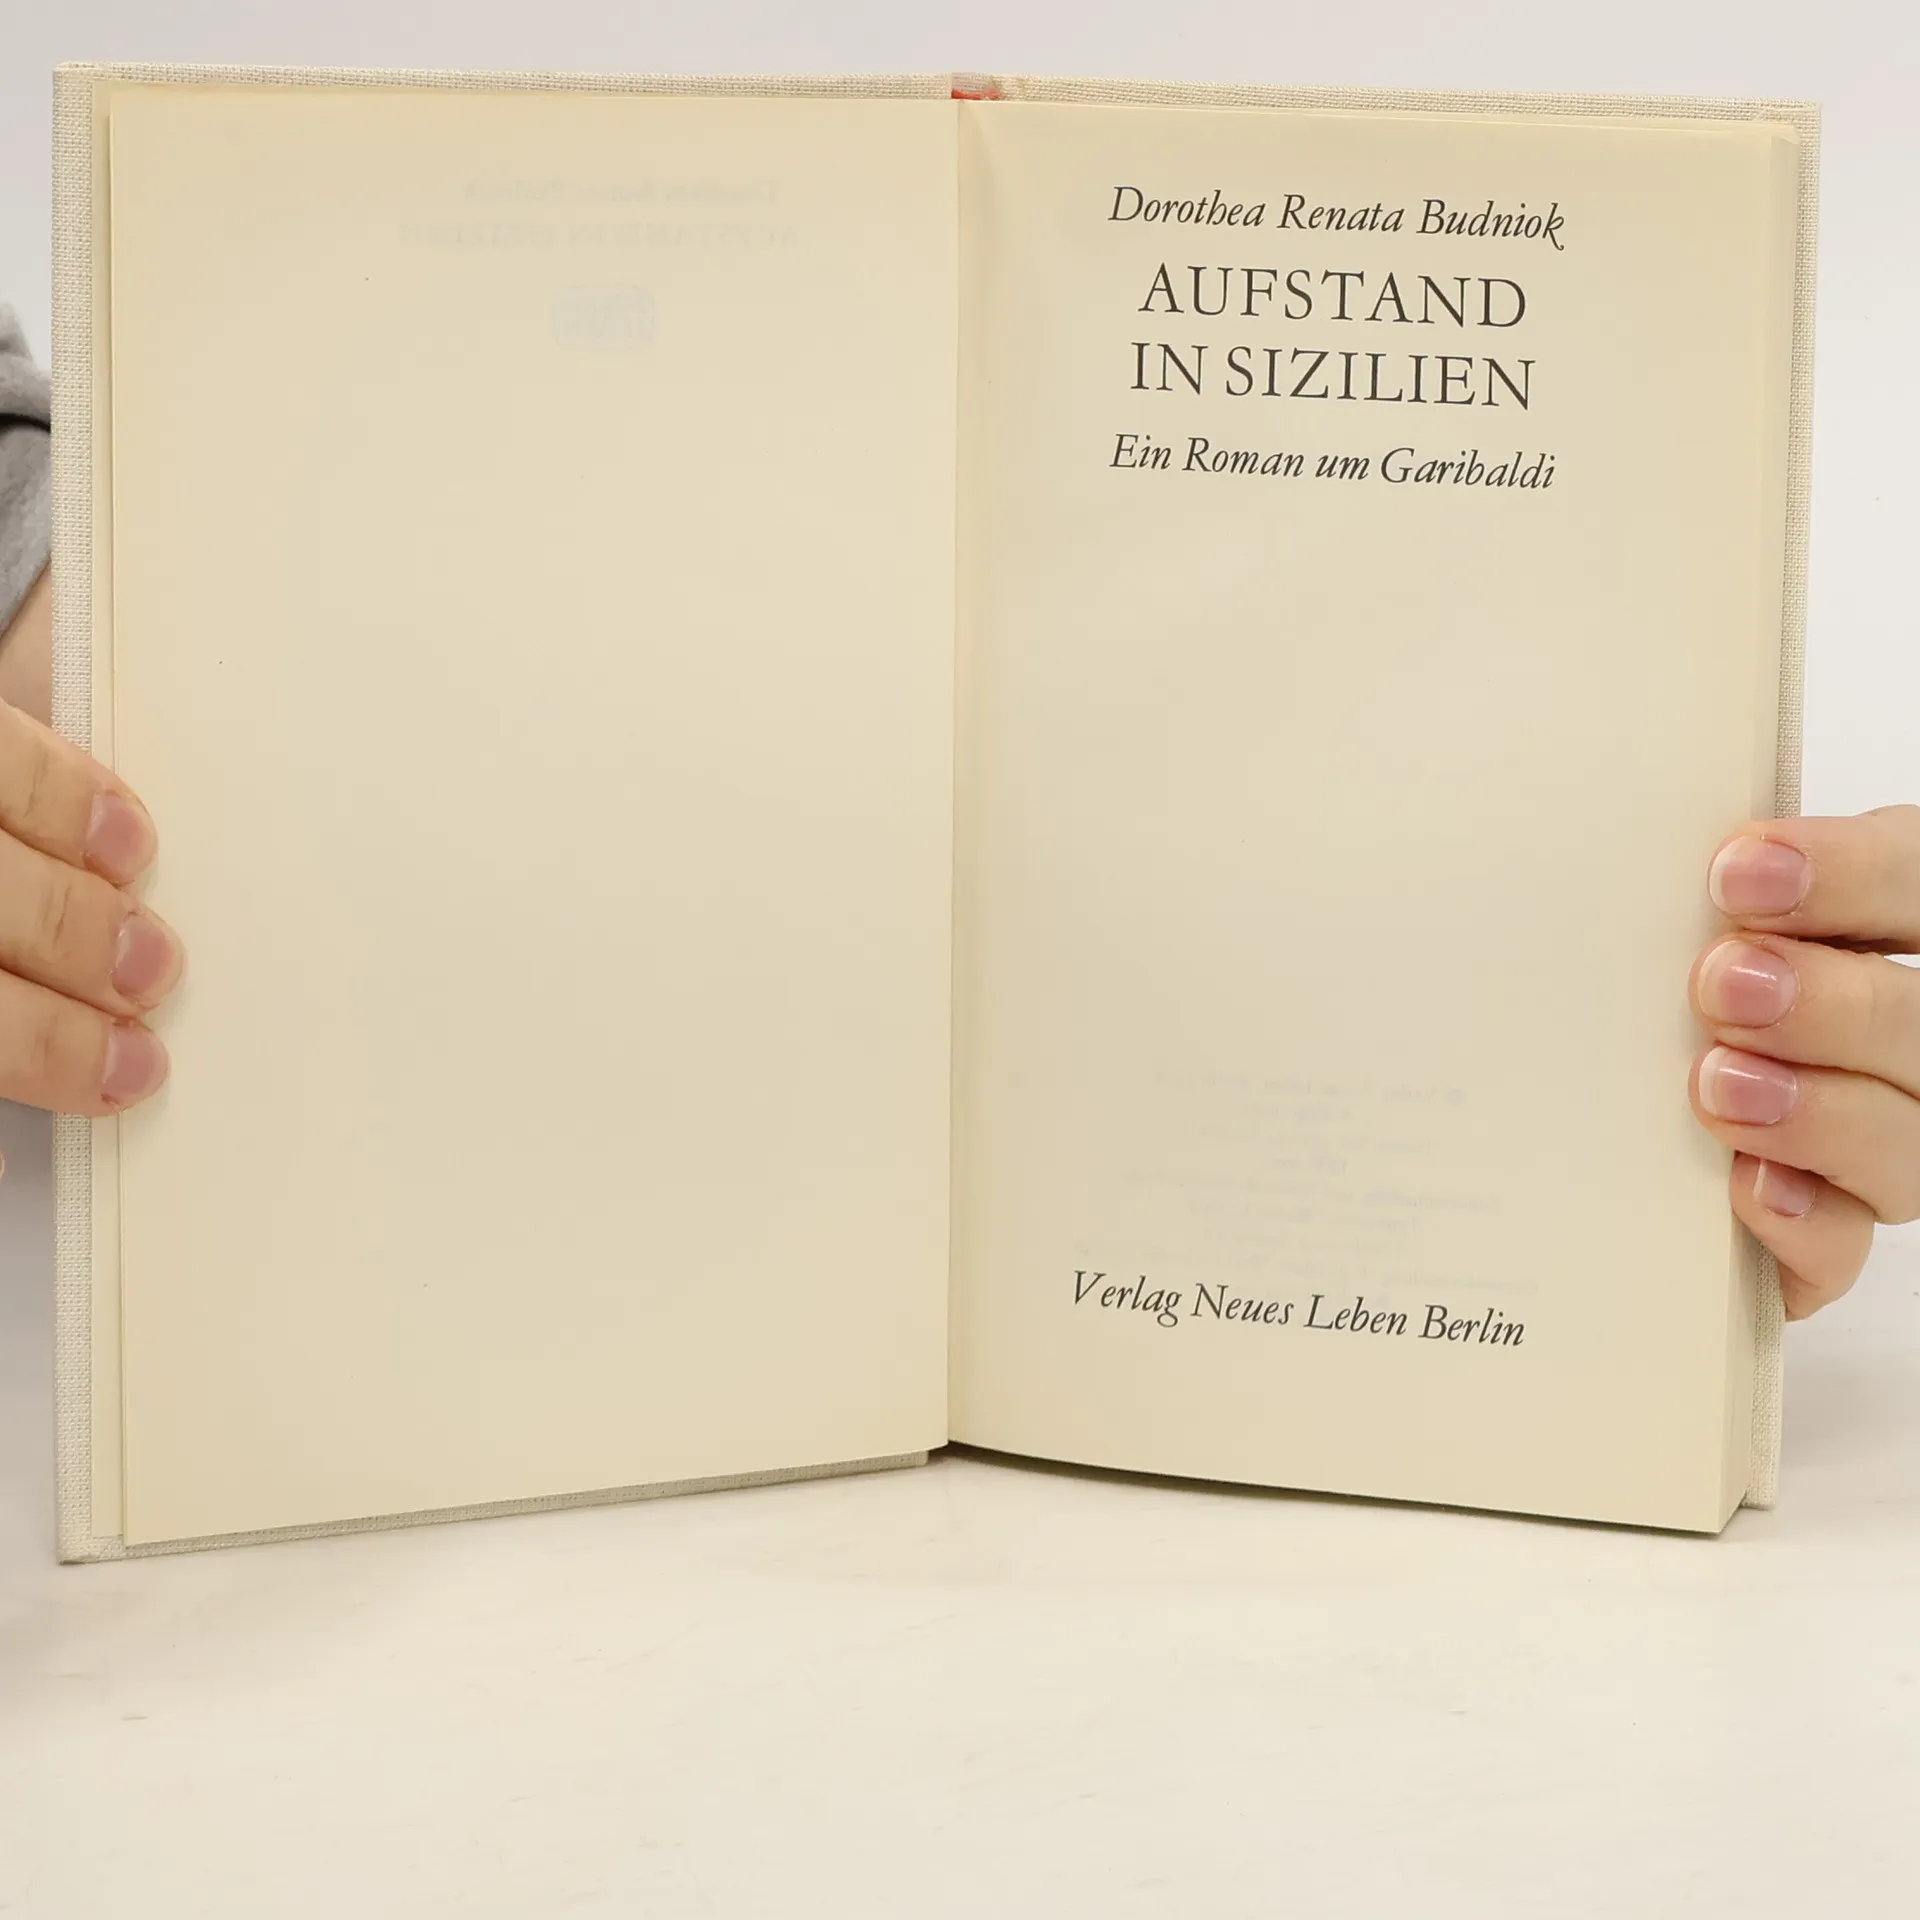 Dorothea Renata Budniok
AUFSTAND
IN SIZILIEN
Ein Roman um Garibaldi
Verlag Neues Leben Berlin